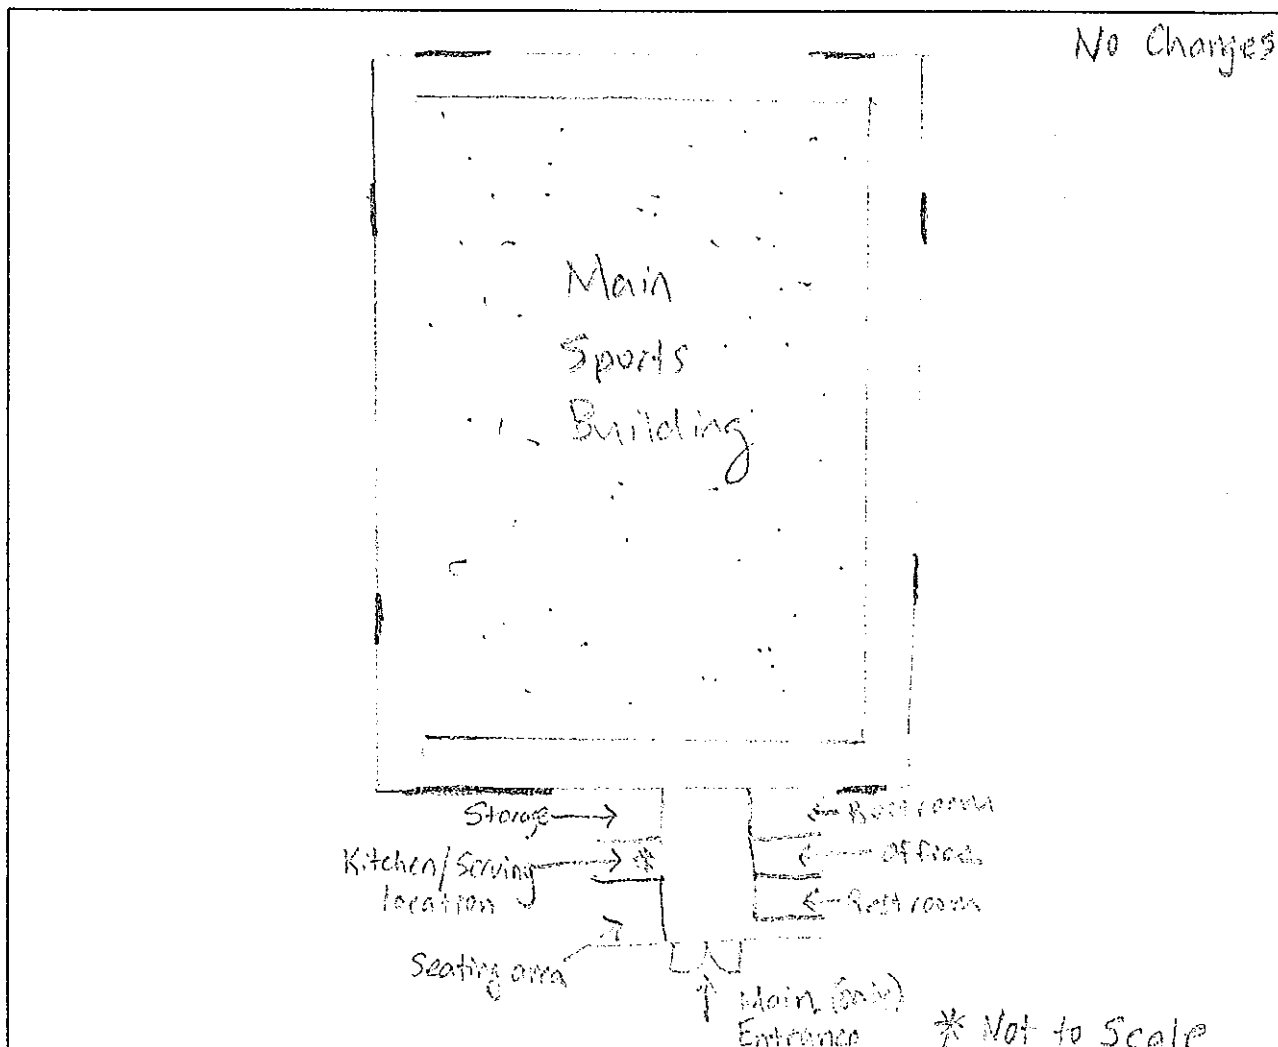 No Changes
Main
Sports
Building
Storage
Restroom
Kitchen/Serving
location
*
Office
Restroom
Seating area
Main (only)
Entrance
* Not to Scale